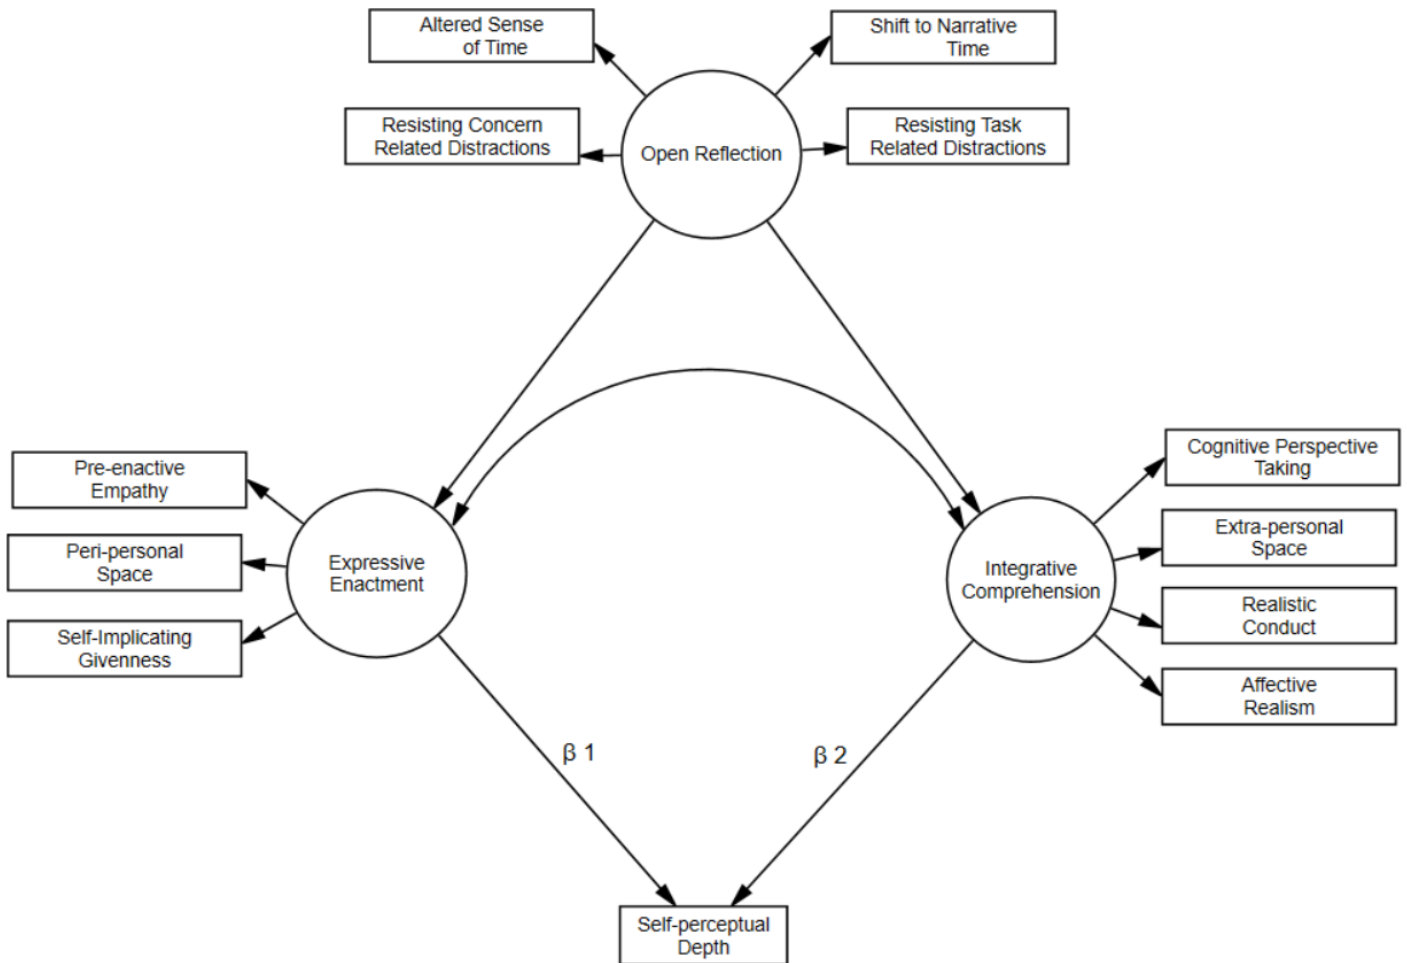 Altered Sense
of Time
Shift to Narrative
Time
Resisting Concern
Related Distractions
Open Reflection
Resisting Task
Related Distractions
Pre-enactive
Empathy
Peri-personal
Space
Self-Implicating
Givenness
Expressive
Enactment
Integrative
Comprehension
Cognitive Perspective
Taking
Extra-personal
Space
Realistic
Conduct
Affective
Realism
β 1
β 2
Self-perceptual
Depth